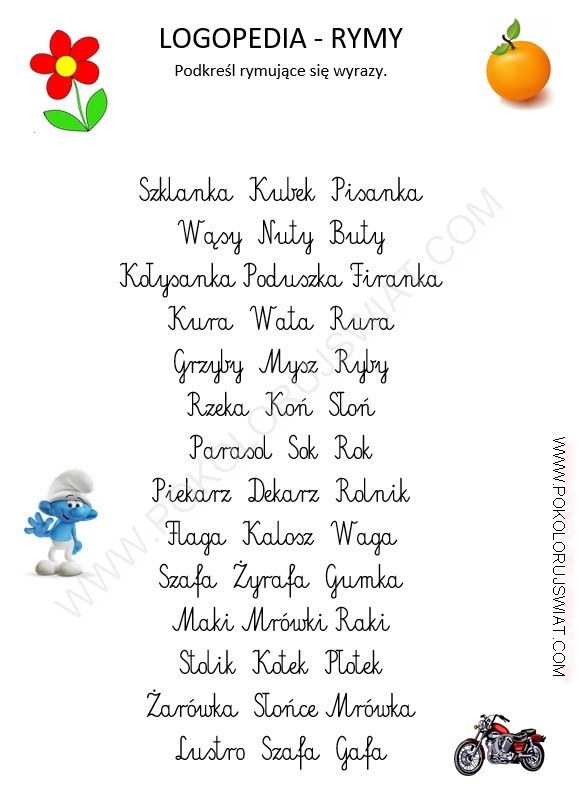 LOGOPEDIA - RYMY
Podkreśl rymujące się wyrazy.
Szklanka Kubek Pisanka
Wąsy Nuty Buty
Kołysanka Poduszka Firanka
Kura Wata Rura
Grzyby Mysz Ryby
Rzeka Koń Słoń
Parasol Sok Rok
Piekarz Dekarz Rolnik
Flaga Kalosz Waga
Szafa Żyrafa Gumka
Maki Mrówki Raki
Stolik Kotek Płotek
Żarówka Słońce Mrówka
Lustro Szafa Gafa
WWW.POKOLORUJSWIAT.COM
WWW.POKOLORUJSWIAT.COM